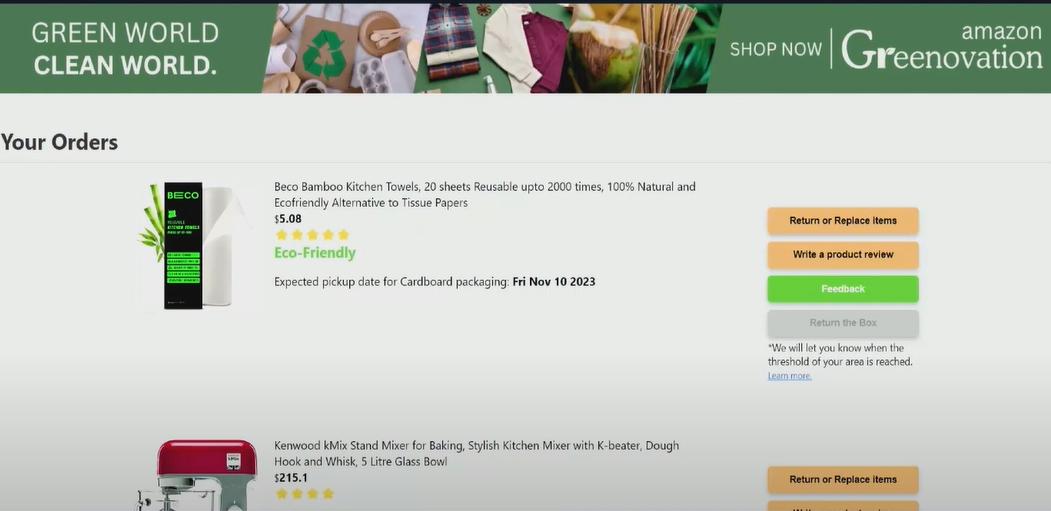 GREEN WORLD
CLEAN WORLD.
SHOP NOW
amazon
Greenovation
Your Orders
BECO
REUSABLE
KITCHEN TOWELS
Beco Bamboo Kitchen Towels, 20 sheets Reusable upto 2000 times, 100% Natural and
Ecofriendly Alternative to Tissue Papers
$5.08
Eco-Friendly
Expected pickup date for Cardboard packaging: Fri Nov 10 2023
Return or Replace items
Write a product review
Feedback
Return the Box
*We will let you know when the
threshold of your area is reached.
Learn more.
Kenwood kMix Stand Mixer for Baking, Stylish Kitchen Mixer with K-beater, Dough
Hook and Whisk, 5 Litre Glass Bowl
$215.1
Return or Replace items